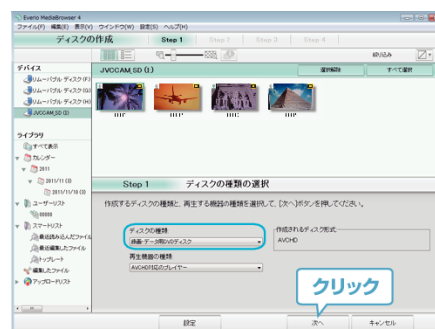 Everio MediaBrowser 4
ファイル(F) 編集(E) 表示(V) ウインドウ(W) 設定(S) ヘルプ(H)
ディスクの作成 Step 1 Step 2 Step 3 Step 4
絞り込み
デバイス
リムーバブル ディスク(F)
リムーバブル ディスク(G)
リムーバブル ディスク(H)
JVCCAM_SD (I:)
JVCCAM_SD (I:) 選択解除 すべて選択
ライブラリ
すべて表示
カレンダー
2011
2011/11 (3)
2011/11/18 (3)
ユーザーリスト
スマートリスト
最近読み込んだファイル
最近編集したファイル
トップレート
編集したファイル
アップロードリスト
Step 1 ディスクの種類の選択
作成するディスクの種類と、再生する機器の種類を選択して、[次へ]ボタンを押してください。
ディスクの種類
録画・データ用DVDディスク
作成されるディスク形式
AVCHD
再生機器の種類
AVCHD対応のプレイヤー
クリック
設定 次へ キャンセル